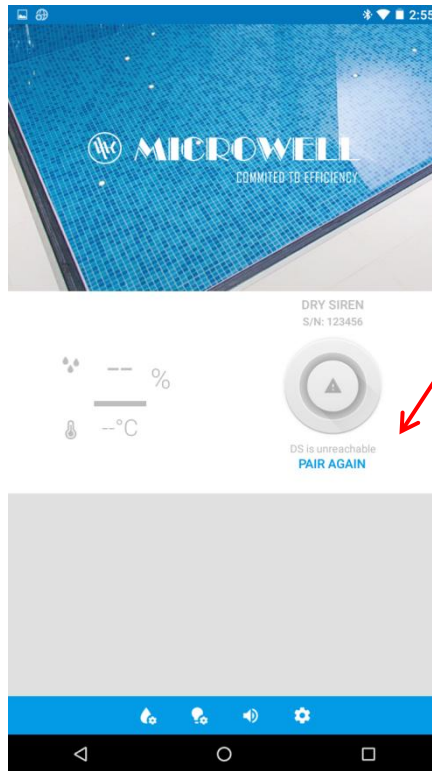 2:55
MICROWELL
COMMITED TO EFFICIENCY
DRY SIREN
S/N: 123456
-- %
--°C
DS is unreachable
PAIR AGAIN